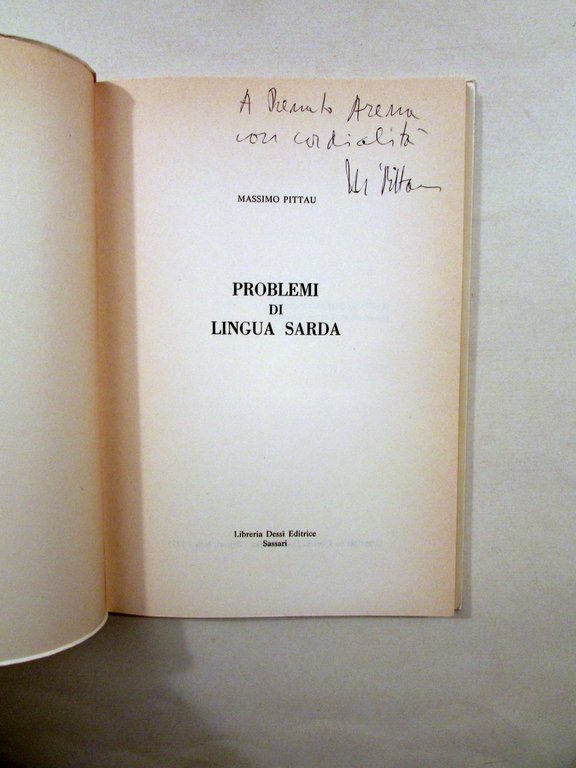 A Renato Arena
con cordialità
M. Pittau
MASSIMO PITTAU
PROBLEMI
DI
LINGUA SARDA
Libreria Dessì Editrice
Sassari